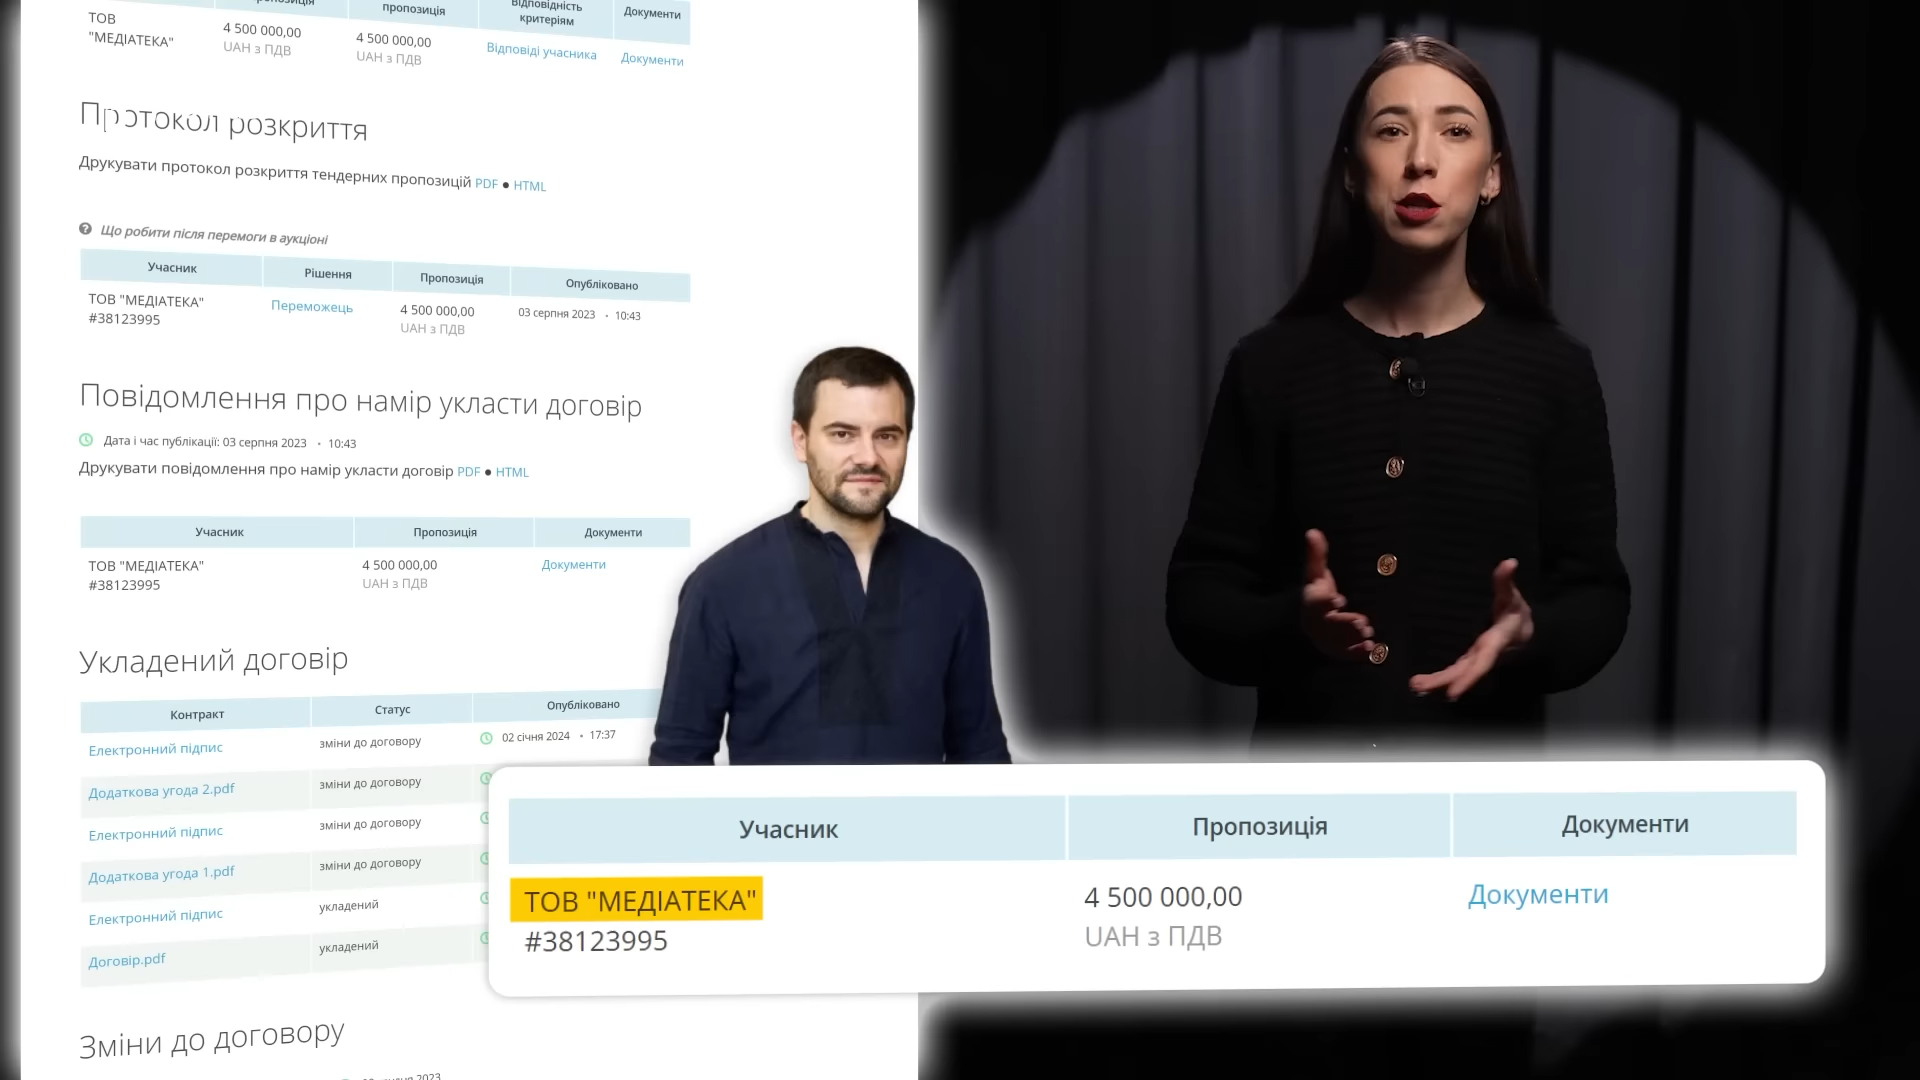 пропозиція
Відповідність критеріям
Документи
ТОВ "МЕДІАТЕКА"
4 500 000,00 UAH з ПДВ
4 500 000,00 UAH з ПДВ
Відповіді учасника
Документи
Протокол розкриття
Друкувати протокол розкриття тендерних пропозицій PDF ● HTML
Що робити після перемоги в аукціоні
Учасник Рішення Пропозиція Опубліковано
ТОВ "МЕДІАТЕКА" Переможець 4 500 000,00 03 серпня 2023 • 10:43
#38123995 UAH з ПДВ
Повідомлення про намір укласти договір
Дата і час публікації: 03 серпня 2023 • 10:43
Друкувати повідомлення про намір укласти договір PDF ● HTML
Учасник Пропозиція Документи
ТОВ "МЕДІАТЕКА" 4 500 000,00 Документи
#38123995 UAH з ПДВ
Укладений договір
Контракт Статус Опубліковано
Електронний підпис зміни до договору 02 січня 2024 • 17:37
Додаткова угода 2.pdf зміни до договору
Електронний підпис зміни до договору
Додаткова угода 1.pdf зміни до договору
Електронний підпис укладений
Договір.pdf укладений
Зміни до договору
2023
Учасник Пропозиція Документи
ТОВ "МЕДІАТЕКА" 4 500 000,00 Документи
#38123995 UAH з ПДВ